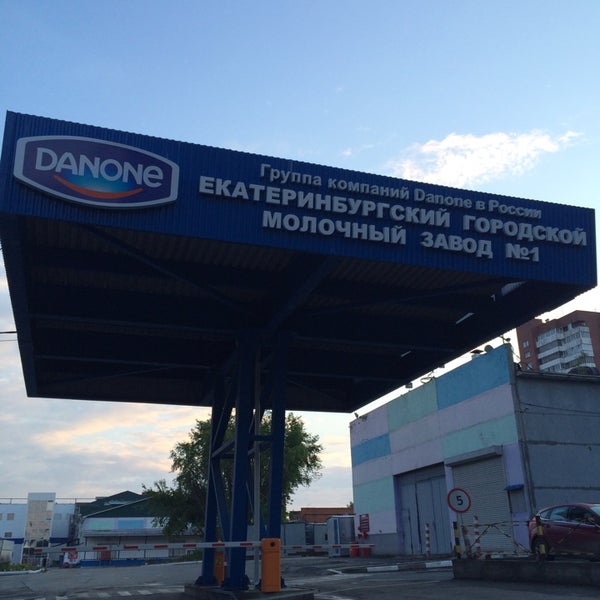 DANONE
Группа компаний Danone в России
ЕКАТЕРИНБУРГСКИЙ ГОРОДСКОЙ
МОЛОЧНЫЙ ЗАВОД №1
5